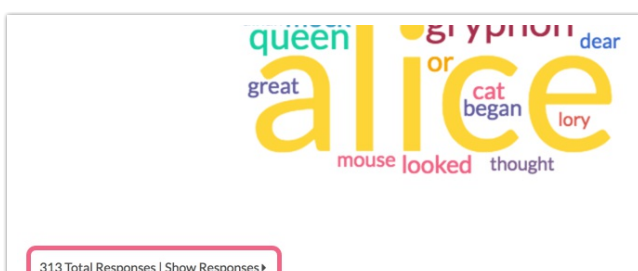 queen gryphon dear
or
great alice cat
began
lory
mouse looked thought
313 Total Responses | Show Responses